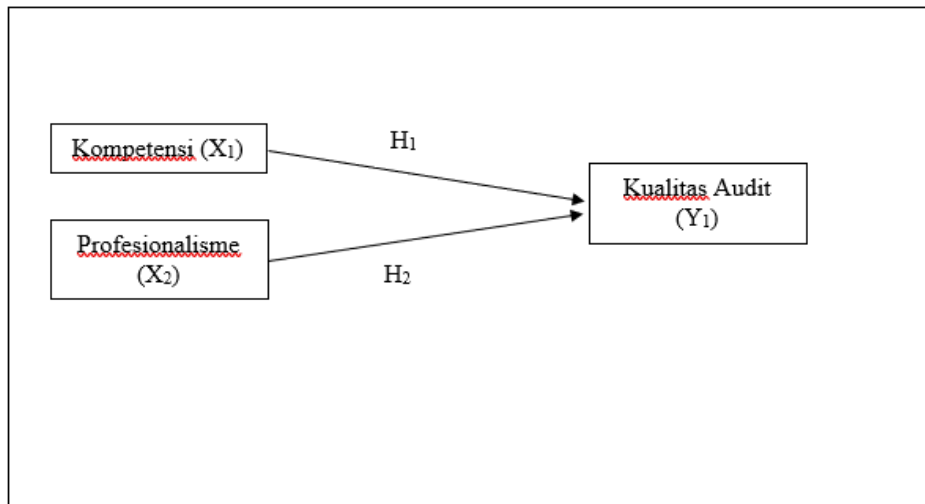 Kompetensi (X1)
H1
Kualitas Audit
(Y1)
Profesionalisme
(X2)
H2